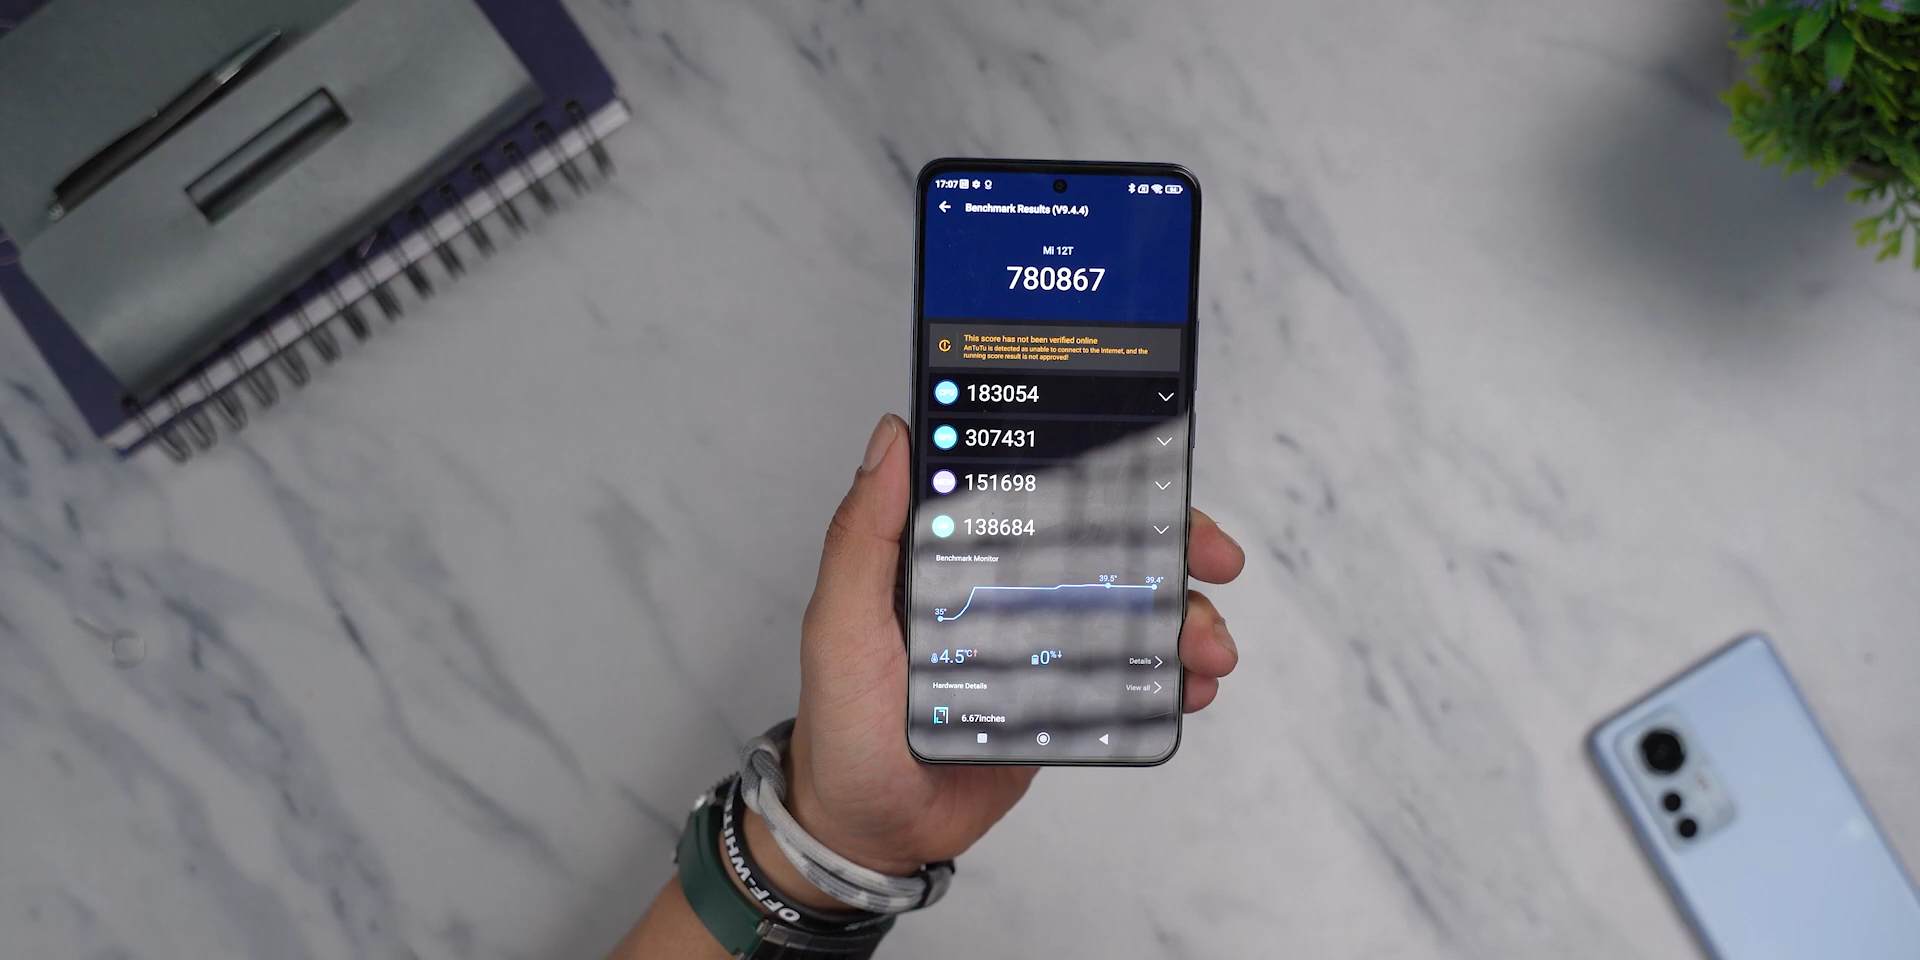 17:07
Benchmark Results (V9.4.4)
Mi 12T
780867
This score has not been verified online
AnTuTu is detected as unable to connect to the Internet, and the
running score result is not approved!
183054
307431
151698
138684
Benchmark Monitor
35°
39.5°
39.4°
4.5°C↑
0%↓
Details
Hardware Details
View all
6.67inches
OFF-WHITE